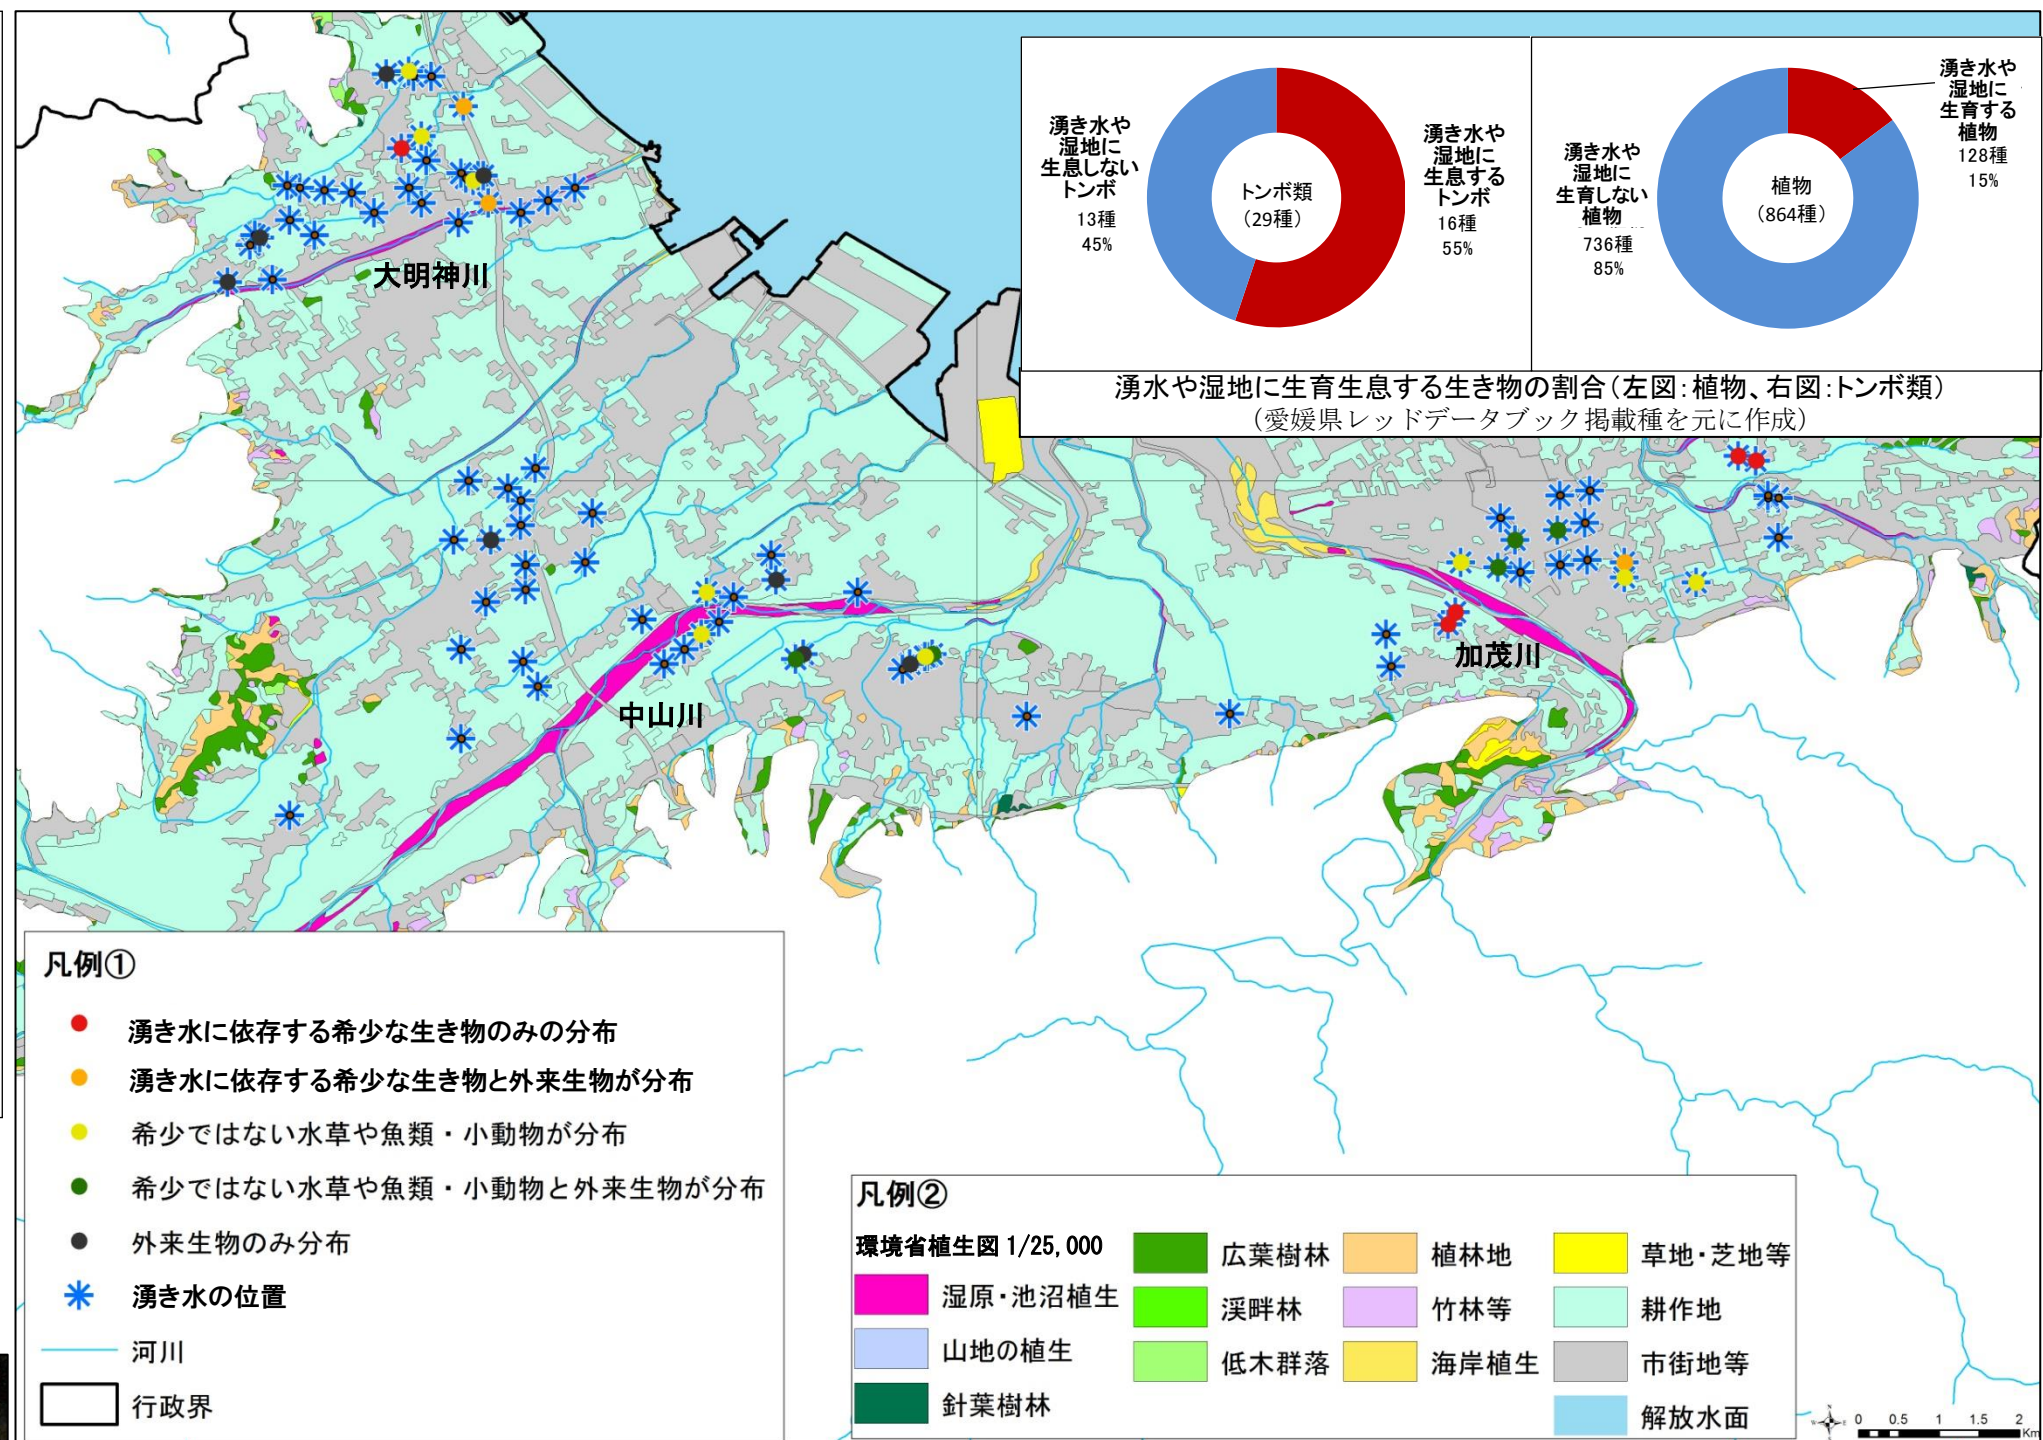 湧き水や
湿地に
生息しない
トンボ
13種
45%
トンボ類
(29種)
湧き水や
湿地に
生息する
トンボ
16種
55%
湧き水や
湿地に
生育しない
植物
736種
85%
植物
(864種)
湧き水や
湿地に
生育する
植物
128種
15%
湧水や湿地に生育生息する生き物の割合(左図:植物、右図:トンボ類)
(愛媛県レッドデータブック掲載種を元に作成)
大明神川
中山川
加茂川
凡例①
湧き水に依存する希少な生き物のみの分布
湧き水に依存する希少な生き物と外来生物が分布
希少ではない水草や魚類・小動物が分布
希少ではない水草や魚類・小動物と外来生物が分布
外来生物のみ分布
湧き水の位置
河川
行政界
凡例②
環境省植生図 1/25,000
湿原・池沼植生
山地の植生
針葉樹林
広葉樹林
渓畔林
低木群落
植林地
竹林等
海岸植生
草地・芝地等
耕作地
市街地等
解放水面
N
W E
S
0 0.5 1 1.5 2
Km